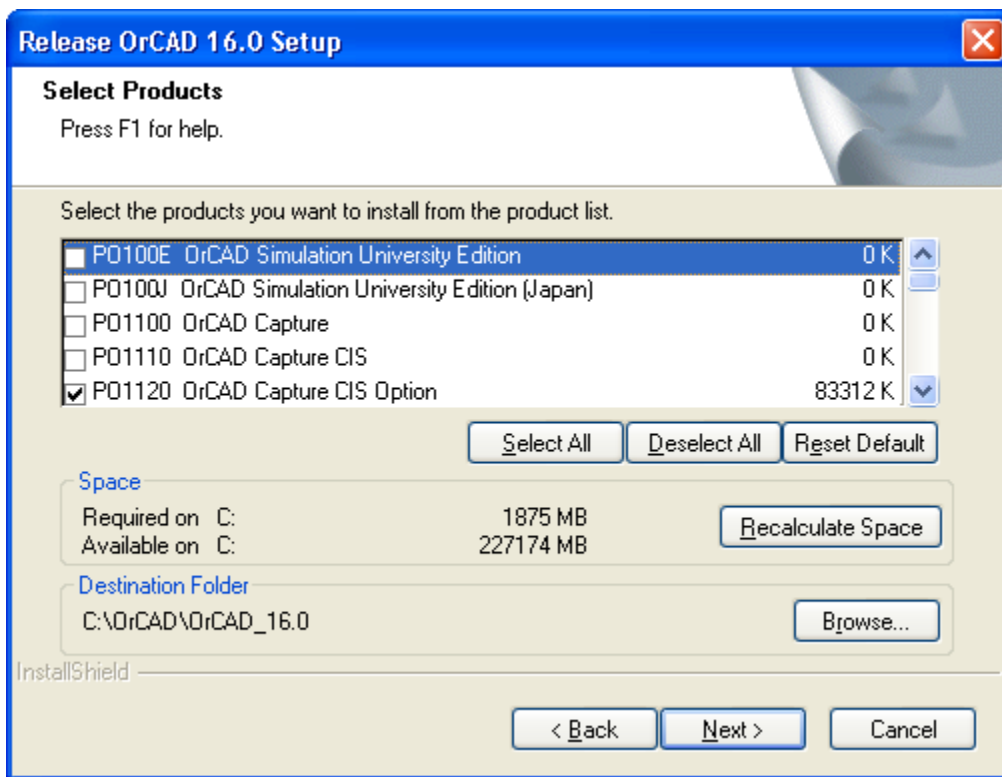 Release OrCAD 16.0 Setup
Select Products
Press F1 for help.
Select the products you want to install from the product list.
PO100E OrCAD Simulation University Edition 0 K
PO100J OrCAD Simulation University Edition (Japan) 0 K
PO1100 OrCAD Capture 0 K
PO1110 OrCAD Capture CIS 0 K
PO1120 OrCAD Capture CIS Option 83312 K
Select All Deselect All Reset Default
Space
Required on C: 1875 MB
Available on C: 227174 MB
Recalculate Space
Destination Folder
C:\OrCAD\OrCAD_16.0 Browse...
InstallShield
< Back Next > Cancel